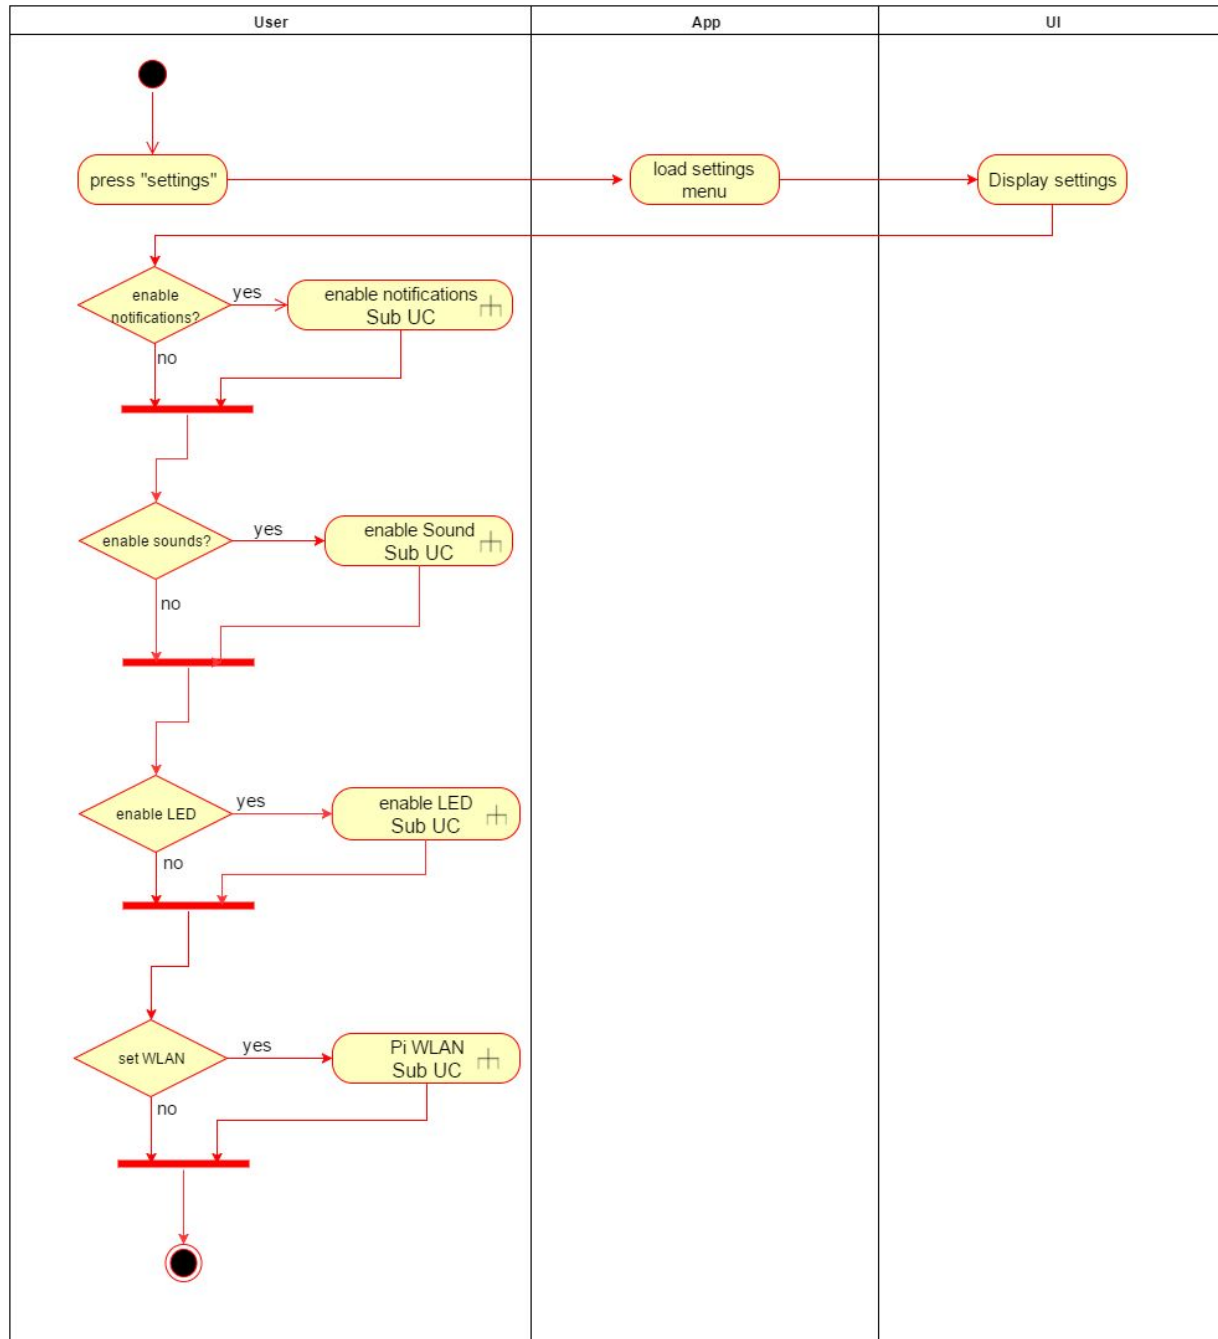 User
App
UI
press "settings"
load settings
menu
Display settings
enable
notifications?
yes
enable notifications
Sub UC
no
enable sounds?
yes
enable Sound
Sub UC
no
enable LED
yes
enable LED
Sub UC
no
set WLAN
yes
Pi WLAN
Sub UC
no